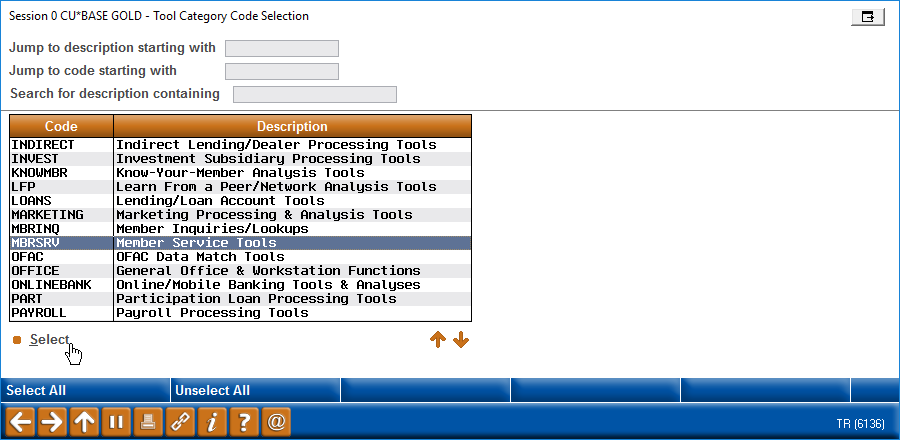 Session 0 CU*BASE GOLD - Tool Category Code Selection
Jump to description starting with
Jump to code starting with
Search for description containing
Code Description
INDIRECT Indirect Lending/Dealer Processing Tools
INVEST Investment Subsidiary Processing Tools
KNOWMBR Know-Your-Member Analysis Tools
LFP Learn From a Peer/Network Analysis Tools
LOANS Lending/Loan Account Tools
MARKETING Marketing Processing & Analysis Tools
MBRINQ Member Inquiries/Lookups
MBRSRV Member Service Tools
OFAC OFAC Data Match Tools
OFFICE General Office & Workstation Functions
ONLINEBANK Online/Mobile Banking Tools & Analyses
PART Participation Loan Processing Tools
PAYROLL Payroll Processing Tools
Select
Select All Unselect All
i ? @ TR (6136)